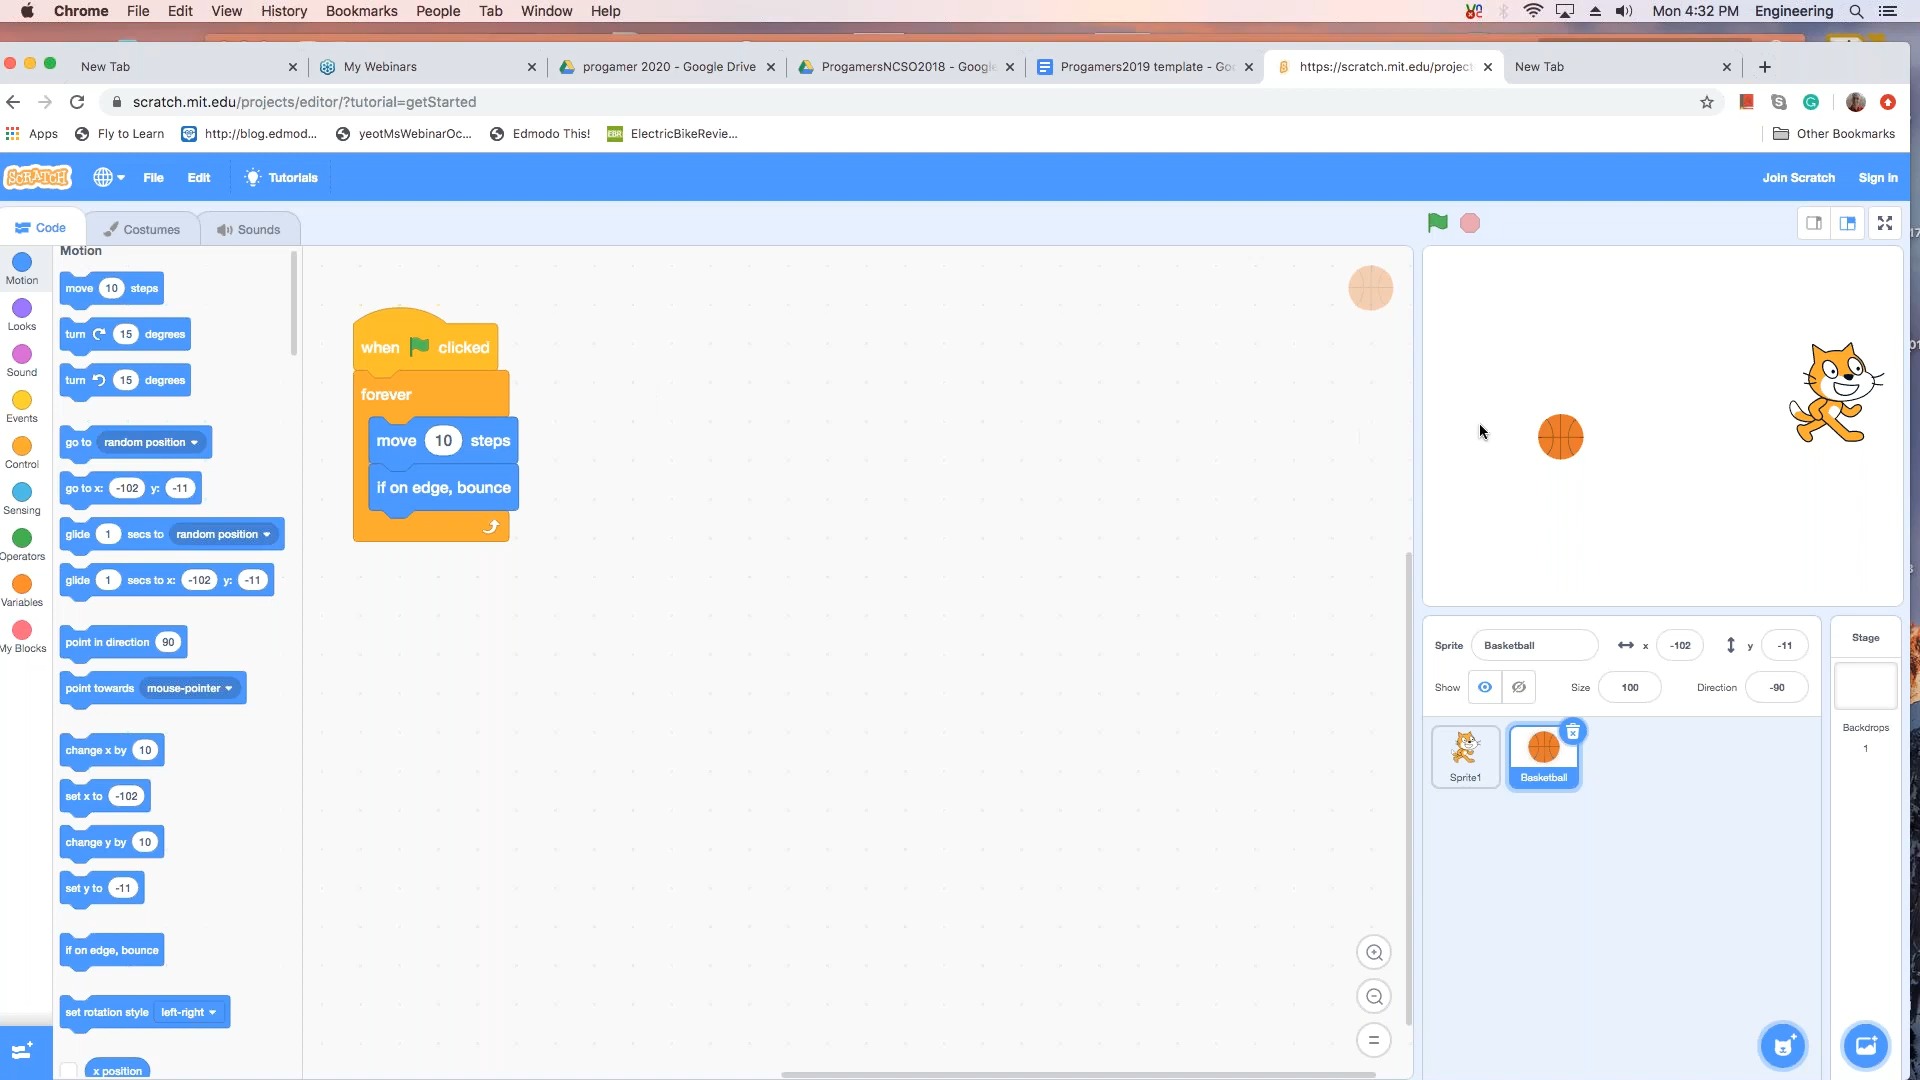 Chrome File Edit View History Bookmarks People Tab Window Help Mon 4:32 PM Engineering
New Tab My Webinars progamer 2020 - Google Drive ProgamersNCSO2018 - Google Progamers2019 template - Go https://scratch.mit.edu/project New Tab
scratch.mit.edu/projects/editor/?tutorial=getStarted
Apps Fly to Learn http://blog.edmod... yeotMsWebinarOc... Edmodo This! EBR ElectricBikeRevie... Other Bookmarks
SCRATCH File Edit Tutorials Join Scratch Sign in
Code Costumes Sounds
Motion
Looks
Sound
Events
Control
Sensing
Operators
Variables
My Blocks
Motion
move 10 steps
turn 15 degrees
turn 15 degrees
go to random position
go to x: -102 y: -11
glide 1 secs to random position
glide 1 secs to x: -102 y: -11
point in direction 90
point towards mouse-pointer
change x by 10
set x to -102
change y by 10
set y to -11
if on edge, bounce
set rotation style left-right
x position
when clicked
forever
move 10 steps
if on edge, bounce
Sprite Basketball x -102 y -11
Show Size 100 Direction -90
Sprite1 Basketball
Stage
Backdrops
1